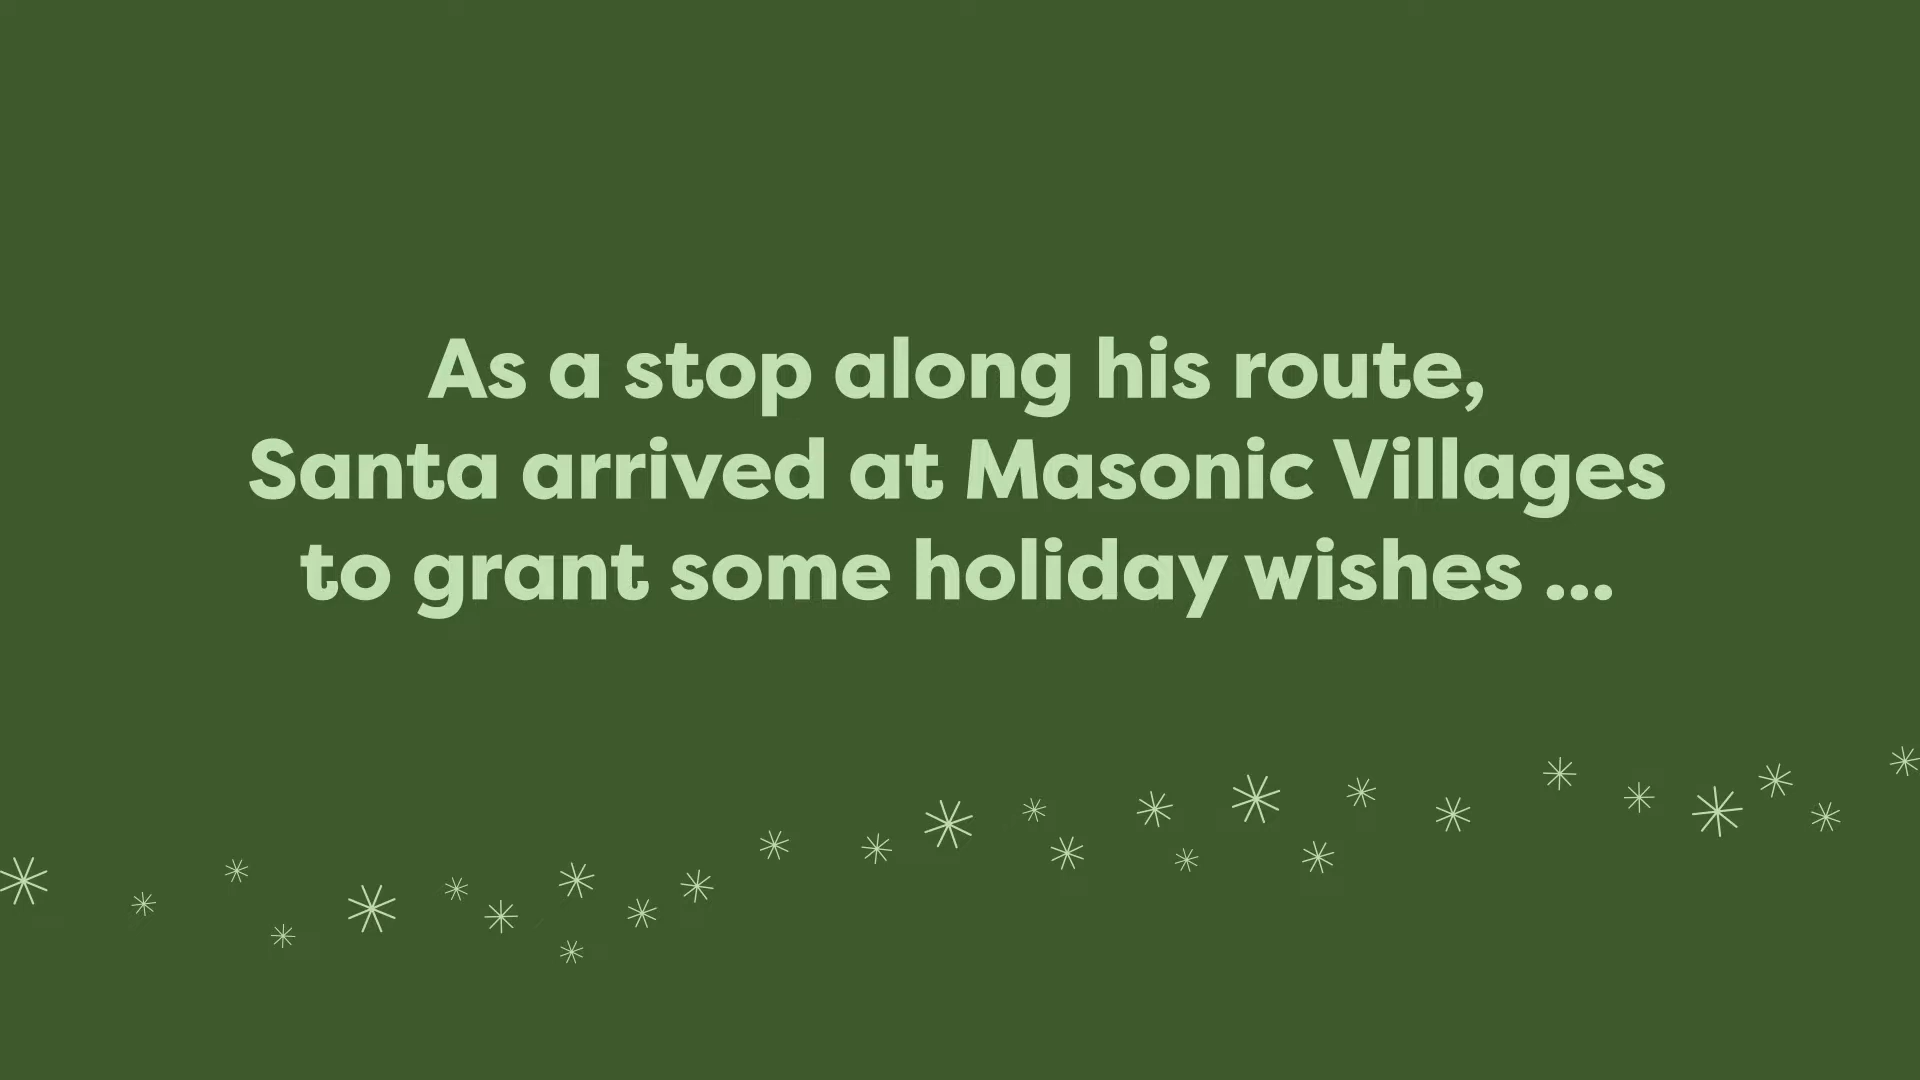 As a stop along his route,
Santa arrived at Masonic Villages
to grant some holiday wishes ...